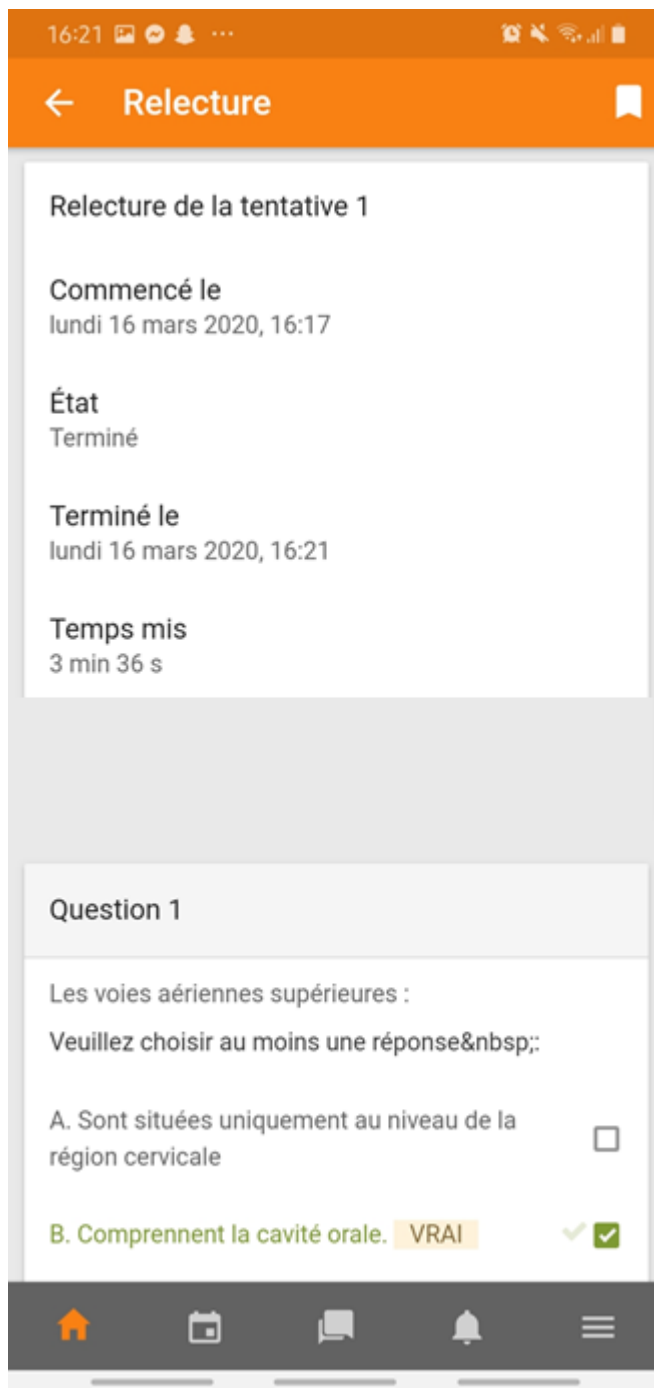 16:21
Relecture
Relecture de la tentative 1
Commencé le
lundi 16 mars 2020, 16:17
État
Terminé
Terminé le
lundi 16 mars 2020, 16:21
Temps mis
3 min 36 s
Question 1
Les voies aériennes supérieures :
Veuillez choisir au moins une réponse&nbsp;:
A. Sont situées uniquement au niveau de la
région cervicale
B. Comprennent la cavité orale. VRAI